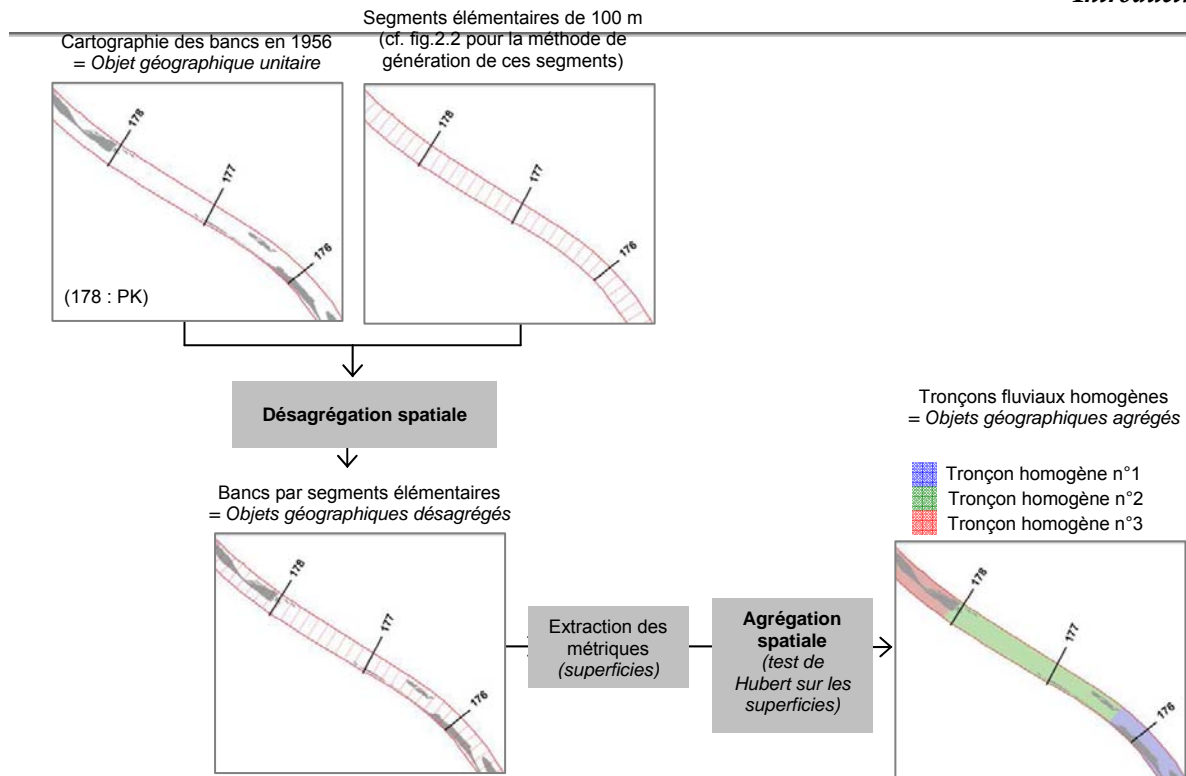 Segments élémentaires de 100 m
(cf. fig.2.2 pour la méthode de
génération de ces segments)
Cartographie des bancs en 1956
= Objet géographique unitaire
178
177
176
(178 : PK)
178
177
176
Désagrégation spatiale
Bancs par segments élémentaires
= Objets géographiques désagrégés
178
177
176
Extraction des
métriques
(superficies)
Agrégation
spatiale
(test de
Hubert sur les
superficies)
Tronçons fluviaux homogènes
= Objets géographiques agrégés
Tronçon homogène n°1
Tronçon homogène n°2
Tronçon homogène n°3
178
177
176